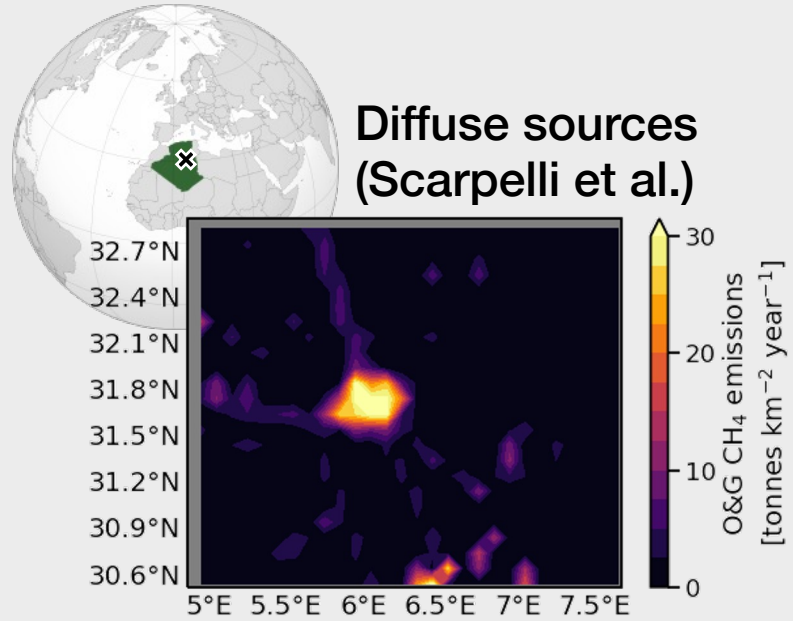 Diffuse sources
(Scarpelli et al.)
32.7°N
32.4°N
32.1°N
31.8°N
31.5°N
31.2°N
30.9°N
30.6°N
5°E 5.5°E 6°E 6.5°E 7°E 7.5°E
30
20
10
0
O&G CH₄ emissions
[tonnes km⁻² year⁻¹]